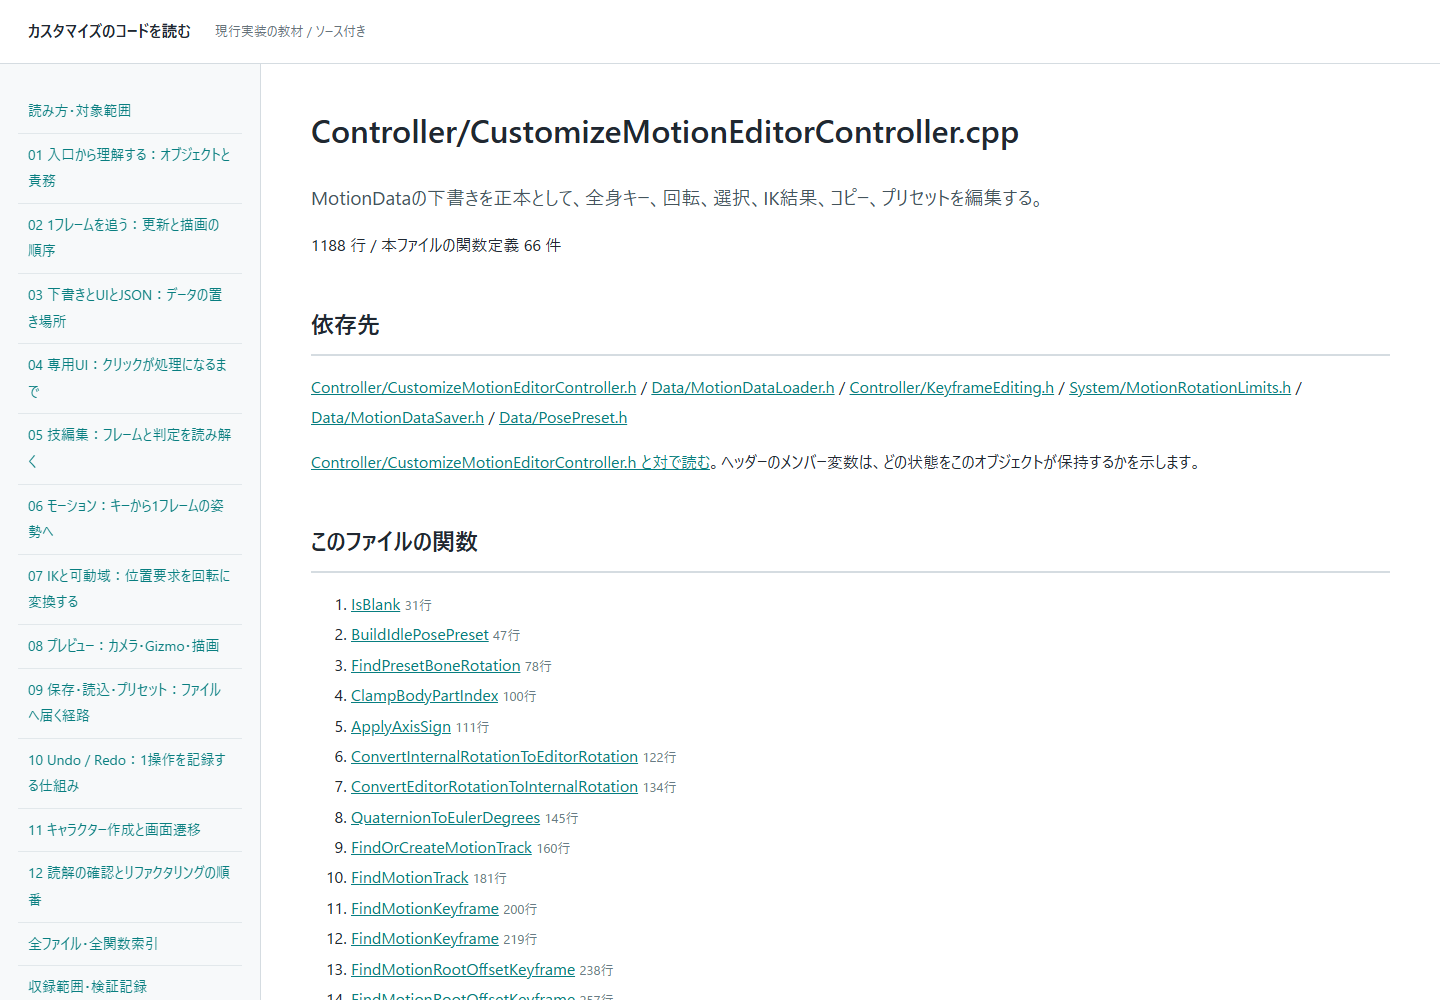 カスタマイズのコードを読む 現行実装の教材 / ソース付き
読み方・対象範囲
01 入口から理解する：オブジェクトと
責務
02 1フレームを追う：更新と描画の
順序
03 下書きとUIとJSON：データの置
き場所
04 専用UI：クリックが処理になるま
で
05 技編集：フレームと判定を読み解
く
06 モーション：キーから1フレームの姿
勢へ
07 IKと可動域：位置要求を回転に
変換する
08 プレビュー：カメラ・Gizmo・描画
09 保存・読込・プリセット：ファイル
へ届く経路
10 Undo / Redo：1操作を記録す
る仕組み
11 キャラクター作成と画面遷移
12 読解の確認とリファクタリングの順
番
全ファイル・全関数索引
収録範囲・検証記録
Controller/CustomizeMotionEditorController.cpp
MotionDataの下書きを正本として、全身キー、回転、選択、IK結果、コピー、プリセットを編集する。
1188 行 / 本ファイルの関数定義 66 件
依存先
Controller/CustomizeMotionEditorController.h / Data/MotionDataLoader.h / Controller/KeyframeEditing.h / System/MotionRotationLimits.h /
Data/MotionDataSaver.h / Data/PosePreset.h
Controller/CustomizeMotionEditorController.h と対で読む。ヘッダーのメンバー変数は、どの状態をこのオブジェクトが保持するかを示します。
このファイルの関数
1. IsBlank 31行
2. BuildIdlePosePreset 47行
3. FindPresetBoneRotation 78行
4. ClampBodyPartIndex 100行
5. ApplyAxisSign 111行
6. ConvertInternalRotationToEditorRotation 122行
7. ConvertEditorRotationToInternalRotation 134行
8. QuaternionToEulerDegrees 145行
9. FindOrCreateMotionTrack 160行
10. FindMotionTrack 181行
11. FindMotionKeyframe 200行
12. FindMotionKeyframe 219行
13. FindMotionRootOffsetKeyframe 238行
14. FindMotionRootOffsetKeyframe 257行